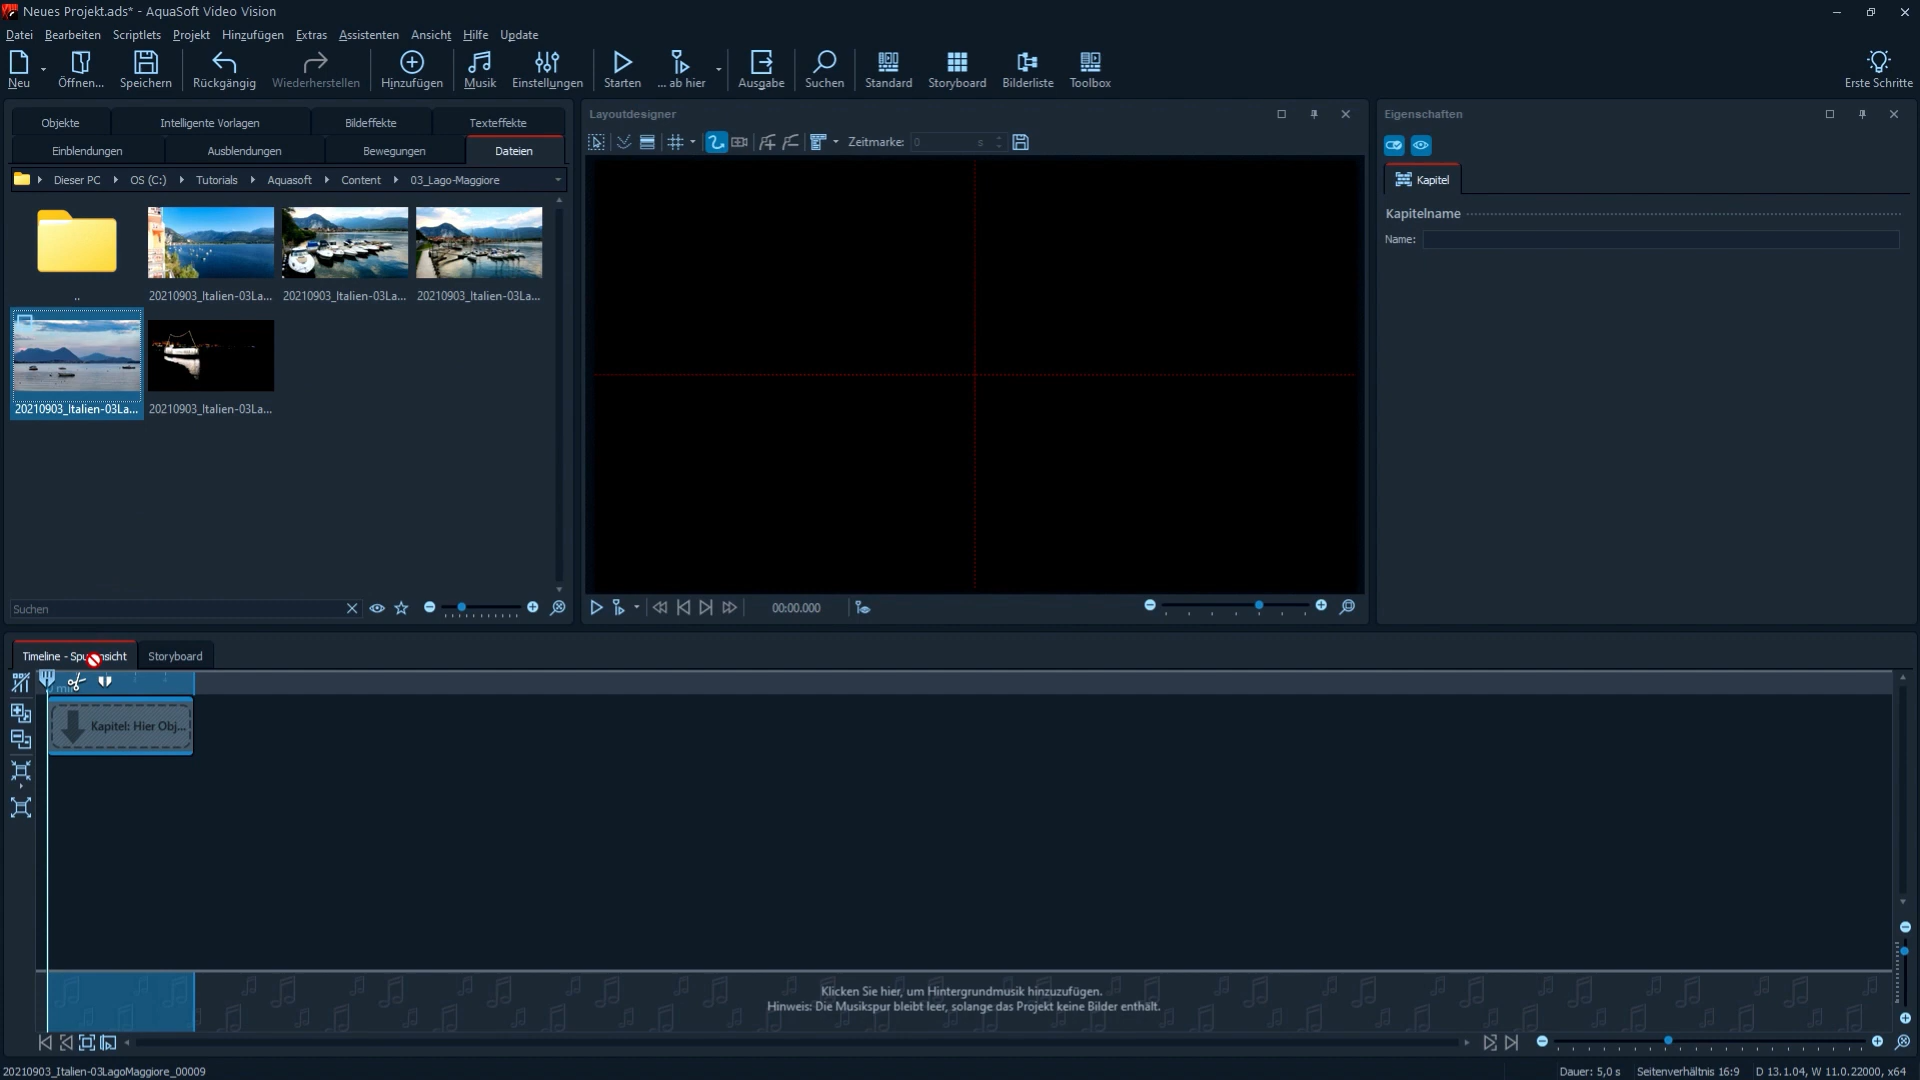 Neues Projekt.ads* - AquaSoft Video Vision
Datei Bearbeiten Scriptlets Projekt Hinzufügen Extras Assistenten Ansicht Hilfe Update
Neu Öffnen... Speichern Rückgängig Wiederherstellen Hinzufügen Musik Einstellungen Starten ... ab hier Ausgabe Suchen Standard Storyboard Bilderliste Toolbox Erste Schritte
Objekte Intelligente Vorlagen Bildeffekte Texteffekte
Einblendungen Ausblendungen Bewegungen Dateien
Dieser PC OS (C:) Tutorials Aquasoft Content 03_Lago-Maggiore
..
20210903_Italien-03La...
20210903_Italien-03La...
20210903_Italien-03La...
20210903_Italien-03La...
20210903_Italien-03La...
Suchen
Layoutdesigner
Zeitmarke: 0 s
00:00.000
Eigenschaften
Kapitel
Kapitelname
Name:
Timeline - Spuransicht Storyboard
Kapitel: Hier Obj...
Klicken Sie hier, um Hintergrundmusik hinzuzufügen.
Hinweis: Die Musikspur bleibt leer, solange das Projekt keine Bilder enthält.
20210903_Italien-03LagoMaggiore_00009
Dauer: 5,0 s Seitenverhältnis 16:9 D 13.1.04, W 11.0.22000, x64